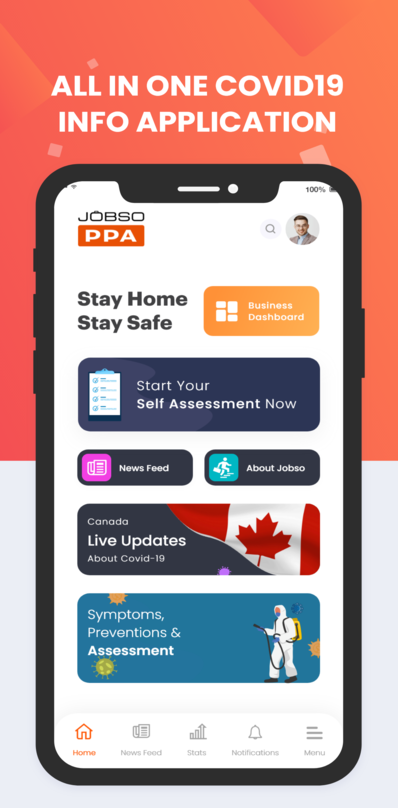 ALL IN ONE COVID19
INFO APPLICATION
100%
JOBSO
PPA
Stay Home
Stay Safe
Business
Dashboard
Start Your
Self Assessment Now
News Feed
About Jobso
Canada
Live Updates
About Covid-19
Symptoms,
Preventions &
Assessment
Home
News Feed
Stats
Notifications
Menu